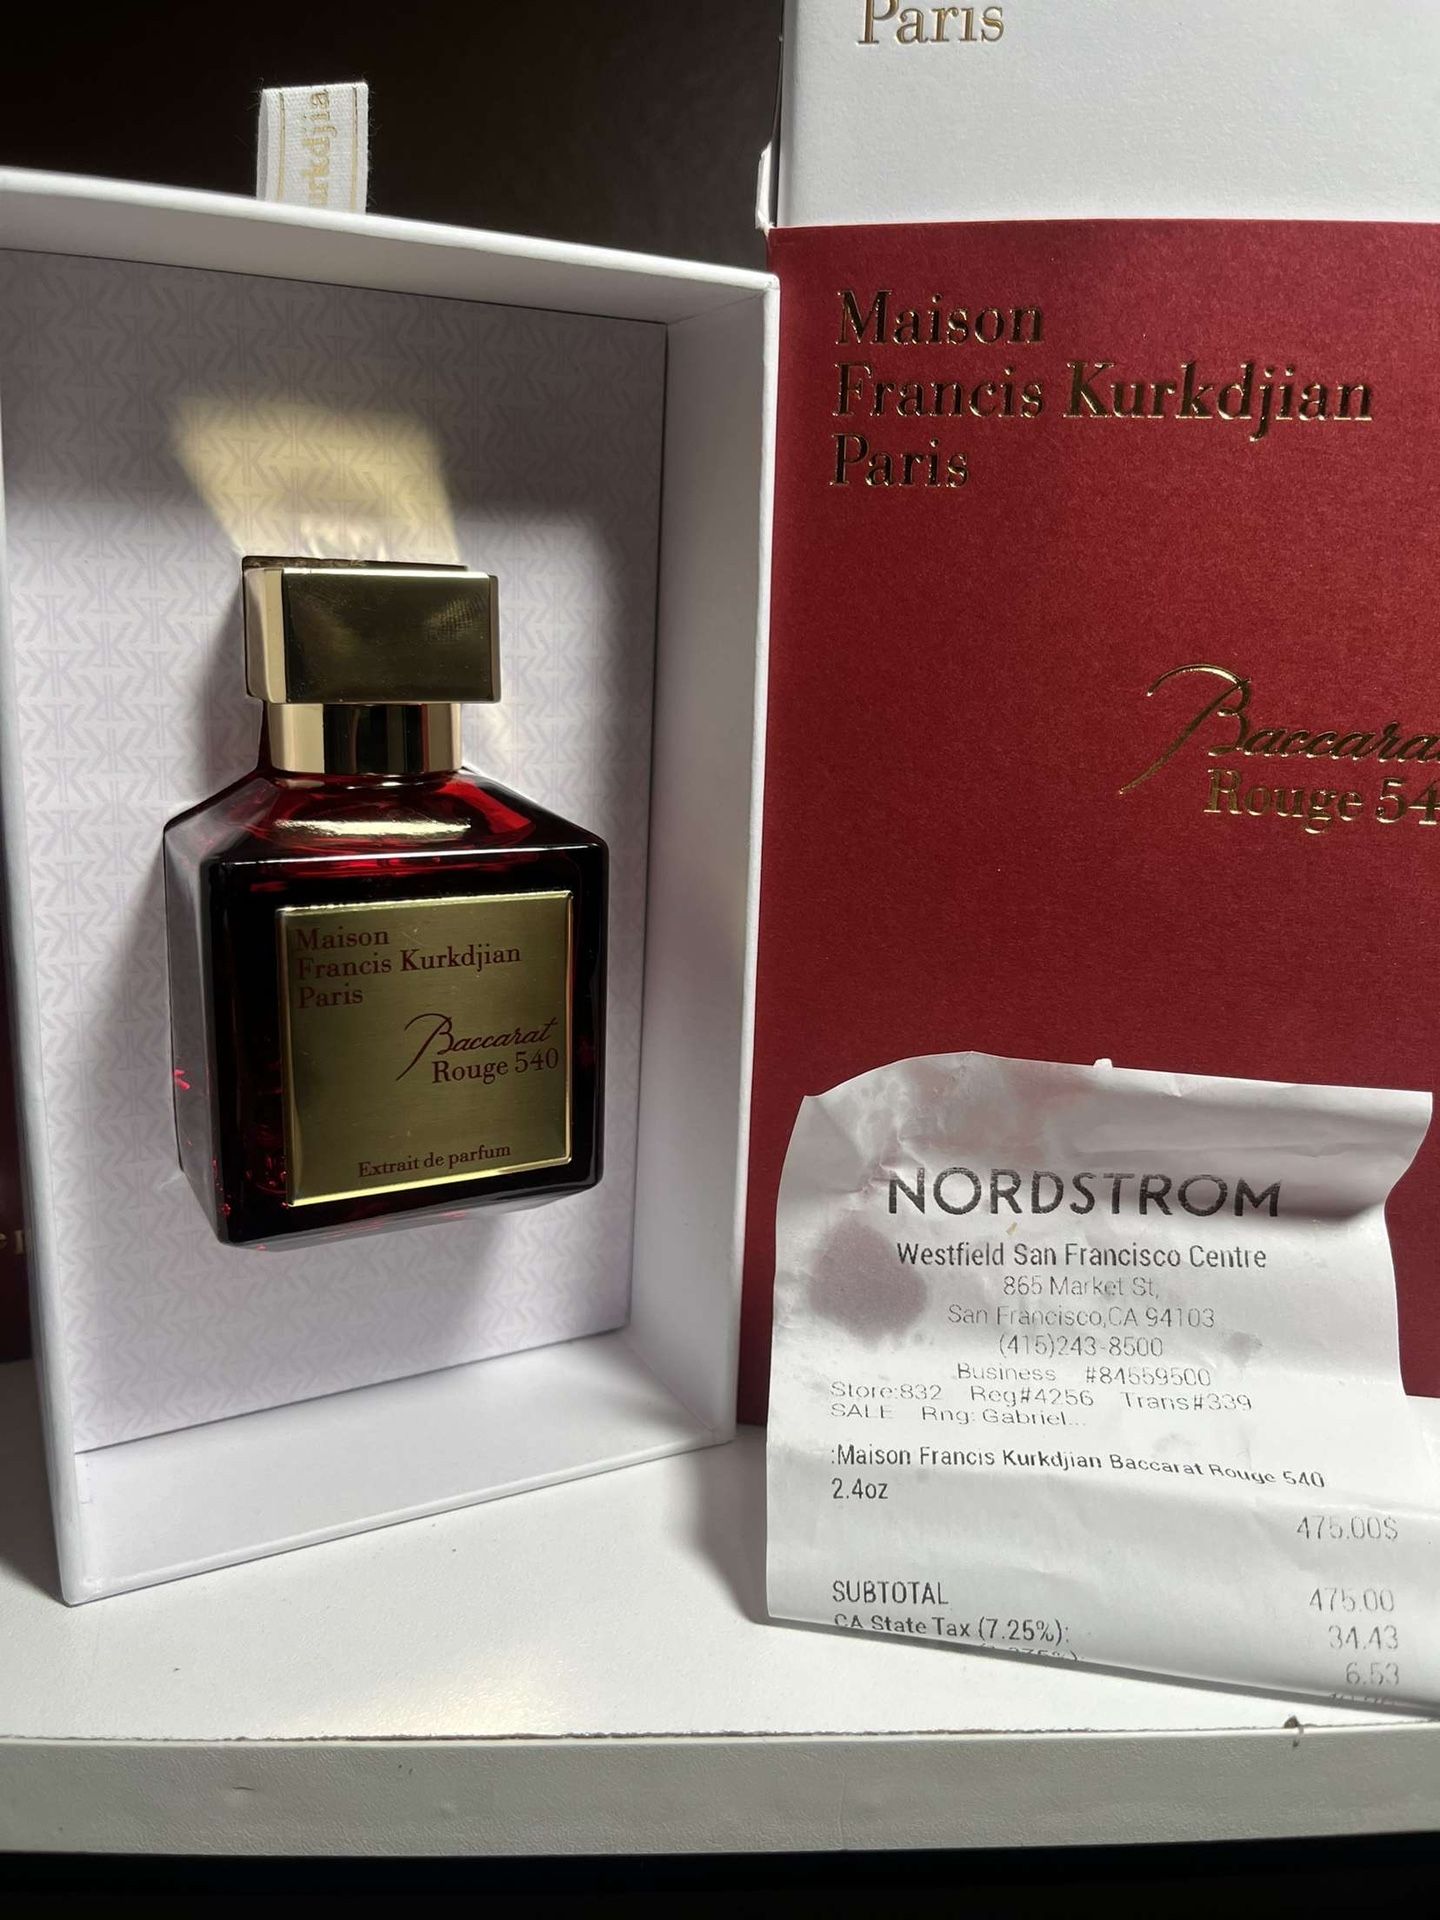 Paris
urkdjia
Maison
Francis Kurkdjian
Paris
Baccara
Rouge 54
Maison
Francis Kurkdjian
Paris
Baccarat
Rouge 540
Extrait de parfum
NORDSTROM
Westfield San Francisco Centre
865 Market St,
San Francisco,CA 94103
(415)243-8500
Business #84559500
Store:832 Reg#4256 Trans#339
SALE Rng: Gabriel...
:Maison Francis Kurkdjian Baccarat Rouge 540
2.4oz
475.00$
SUBTOTAL 475.00
CA State Tax (7.25%): 34.43
6.53